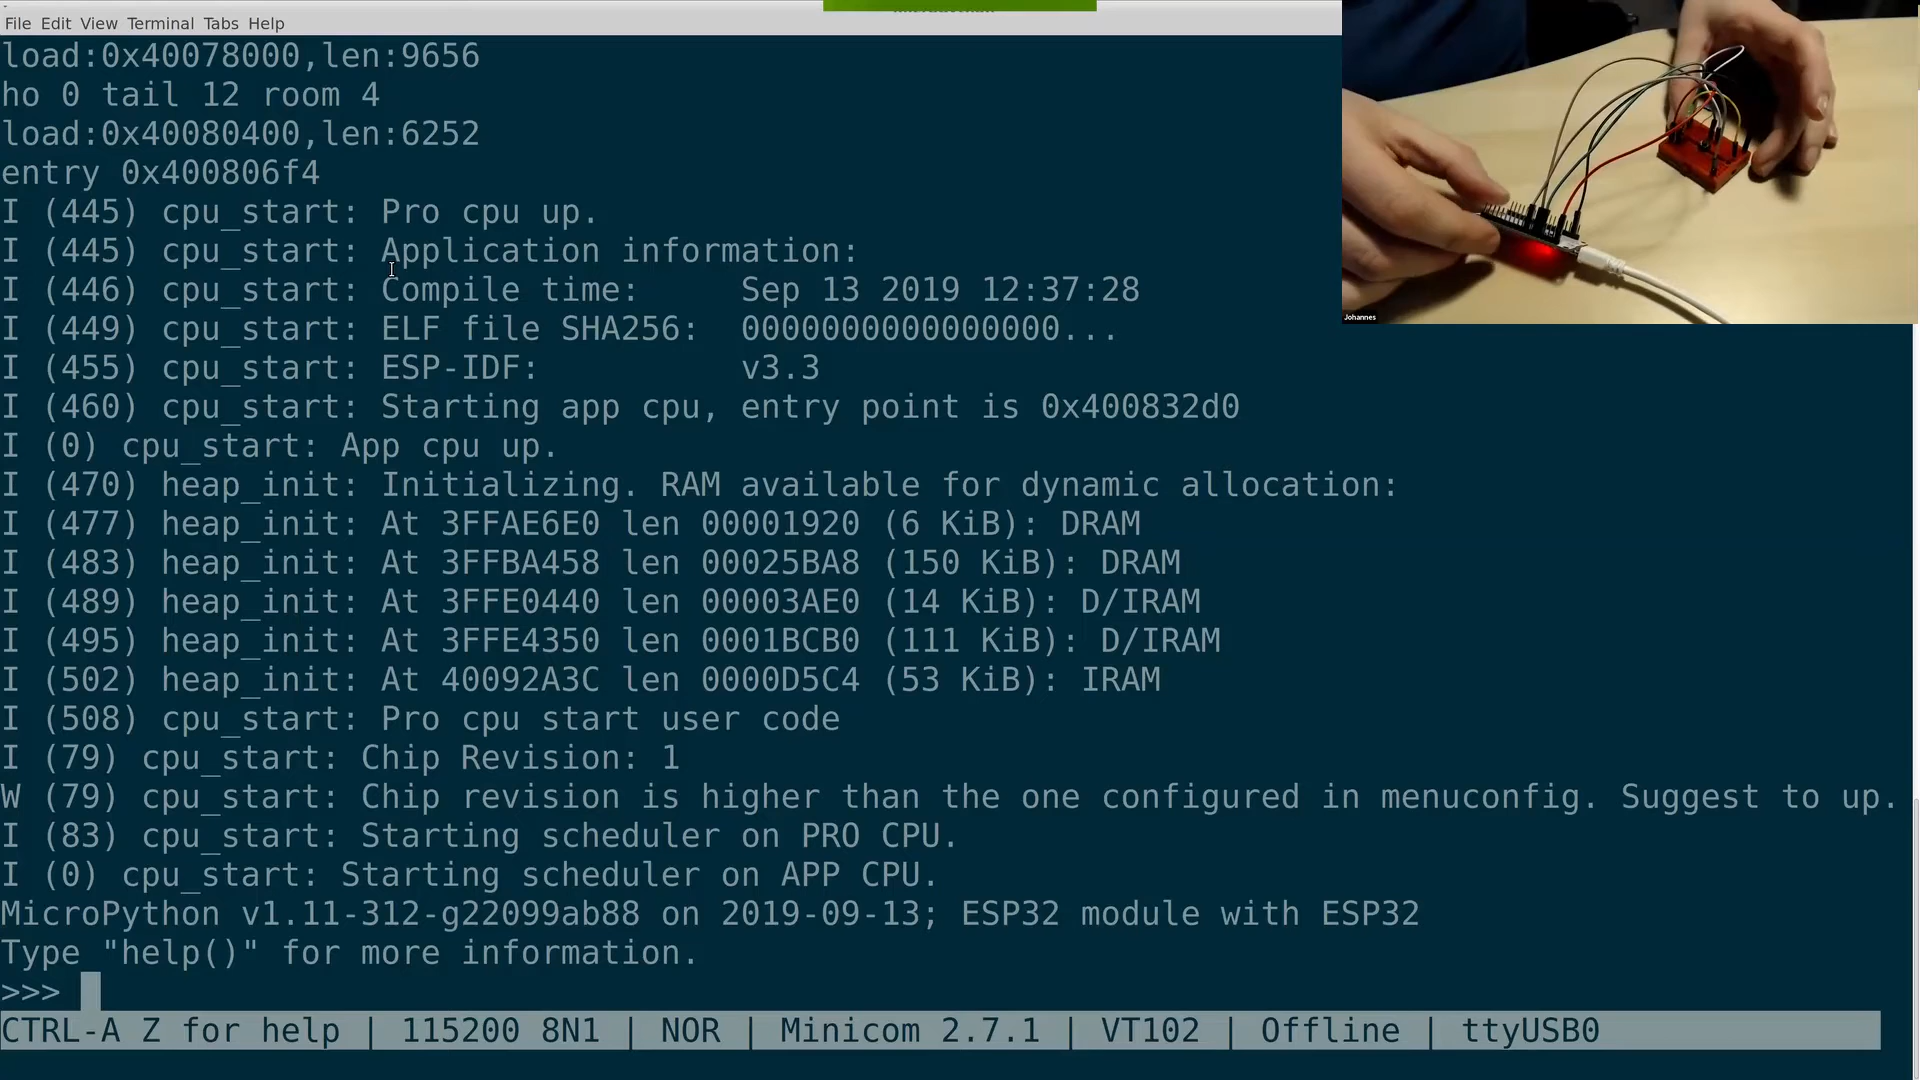 File Edit View Terminal Tabs Help
load:0x40078000,len:9656
ho 0 tail 12 room 4
load:0x40080400,len:6252
entry 0x400806f4
I (445) cpu_start: Pro cpu up.
I (445) cpu_start: Application information:
I (446) cpu_start: Compile time:     Sep 13 2019 12:37:28
I (449) cpu_start: ELF file SHA256:  0000000000000000...
I (455) cpu_start: ESP-IDF:          v3.3
I (460) cpu_start: Starting app cpu, entry point is 0x400832d0
I (0) cpu_start: App cpu up.
I (470) heap_init: Initializing. RAM available for dynamic allocation:
I (477) heap_init: At 3FFAE6E0 len 00001920 (6 KiB): DRAM
I (483) heap_init: At 3FFBA458 len 00025BA8 (150 KiB): DRAM
I (489) heap_init: At 3FFE0440 len 00003AE0 (14 KiB): D/IRAM
I (495) heap_init: At 3FFE4350 len 0001BCB0 (111 KiB): D/IRAM
I (502) heap_init: At 40092A3C len 0000D5C4 (53 KiB): IRAM
I (508) cpu_start: Pro cpu start user code
I (79) cpu_start: Chip Revision: 1
W (79) cpu_start: Chip revision is higher than the one configured in menuconfig. Suggest to up.
I (83) cpu_start: Starting scheduler on PRO CPU.
I (0) cpu_start: Starting scheduler on APP CPU.
MicroPython v1.11-312-g22099ab88 on 2019-09-13; ESP32 module with ESP32
Type "help()" for more information.
>>>
CTRL-A Z for help | 115200 8N1 | NOR | Minicom 2.7.1 | VT102 | Offline | ttyUSB0
Johannes